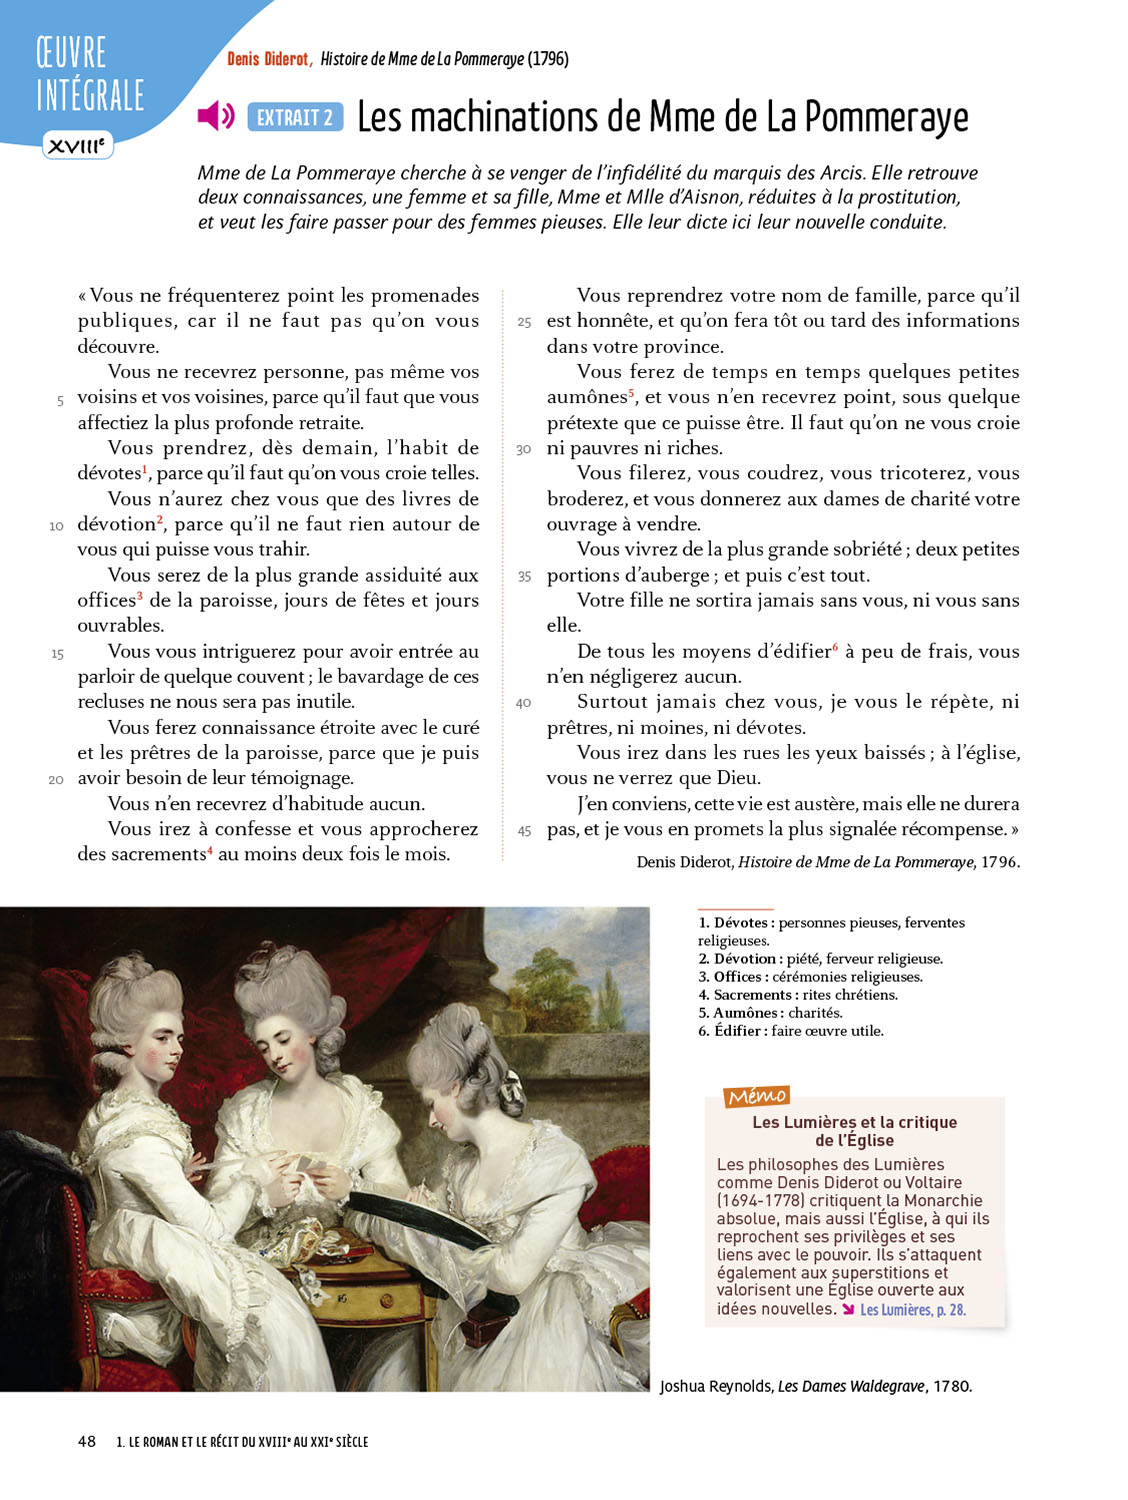 ŒUVRE
INTÉGRALE
XVIIIe
Denis Diderot, Histoire de Mme de La Pommeraye (1796)
EXTRAIT 2 Les machinations de Mme de La Pommeraye
Mme de La Pommeraye cherche à se venger de l’infidélité du marquis des Arcis. Elle retrouve
deux connaissances, une femme et sa fille, Mme et Mlle d’Aisnon, réduites à la prostitution,
et veut les faire passer pour des femmes pieuses. Elle leur dicte ici leur nouvelle conduite.
« Vous ne fréquenterez point les promenades
publiques, car il ne faut pas qu’on vous
découvre.
Vous ne recevrez personne, pas même vos
5 voisins et vos voisines, parce qu’il faut que vous
affectiez la plus profonde retraite.
Vous prendrez, dès demain, l’habit de
dévotes1, parce qu’il faut qu’on vous croie telles.
Vous n’aurez chez vous que des livres de
10 dévotion2, parce qu’il ne faut rien autour de
vous qui puisse vous trahir.
Vous serez de la plus grande assiduité aux
offices3 de la paroisse, jours de fêtes et jours
ouvrables.
15 Vous vous intriguerez pour avoir entrée au
parloir de quelque couvent ; le bavardage de ces
recluses ne nous sera pas inutile.
Vous ferez connaissance étroite avec le curé
et les prêtres de la paroisse, parce que je puis
20 avoir besoin de leur témoignage.
Vous n’en recevrez d’habitude aucun.
Vous irez à confesse et vous approcherez
des sacrements4 au moins deux fois le mois.
Vous reprendrez votre nom de famille, parce qu’il
25 est honnête, et qu’on fera tôt ou tard des informations
dans votre province.
Vous ferez de temps en temps quelques petites
aumônes5, et vous n’en recevrez point, sous quelque
prétexte que ce puisse être. Il faut qu’on ne vous croie
30 ni pauvres ni riches.
Vous filerez, vous coudrez, vous tricoterez, vous
broderez, et vous donnerez aux dames de charité votre
ouvrage à vendre.
Vous vivrez de la plus grande sobriété ; deux petites
35 portions d’auberge ; et puis c’est tout.
Votre fille ne sortira jamais sans vous, ni vous sans
elle.
De tous les moyens d’édifier6 à peu de frais, vous
n’en négligerez aucun.
40 Surtout jamais chez vous, je vous le répète, ni
prêtres, ni moines, ni dévotes.
Vous irez dans les rues les yeux baissés ; à l’église,
vous ne verrez que Dieu.
J’en conviens, cette vie est austère, mais elle ne durera
45 pas, et je vous en promets la plus signalée récompense. »
Denis Diderot, Histoire de Mme de La Pommeraye, 1796.
1. Dévotes : personnes pieuses, ferventes
religieuses.
2. Dévotion : piété, ferveur religieuse.
3. Offices : cérémonies religieuses.
4. Sacrements : rites chrétiens.
5. Aumônes : charités.
6. Édifier : faire œuvre utile.
Mémo
Les Lumières et la critique
de l’Église
Les philosophes des Lumières
comme Denis Diderot ou Voltaire
(1694-1778) critiquent la Monarchie
absolue, mais aussi l’Église, à qui ils
reprochent ses privilèges et ses
liens avec le pouvoir. Ils s’attaquent
également aux superstitions et
valorisent une Église ouverte aux
idées nouvelles. Les Lumières, p. 28.
Joshua Reynolds, Les Dames Waldegrave, 1780.
48 1. LE ROMAN ET LE RÉCIT DU XVIIIe AU XXIe SIÈCLE